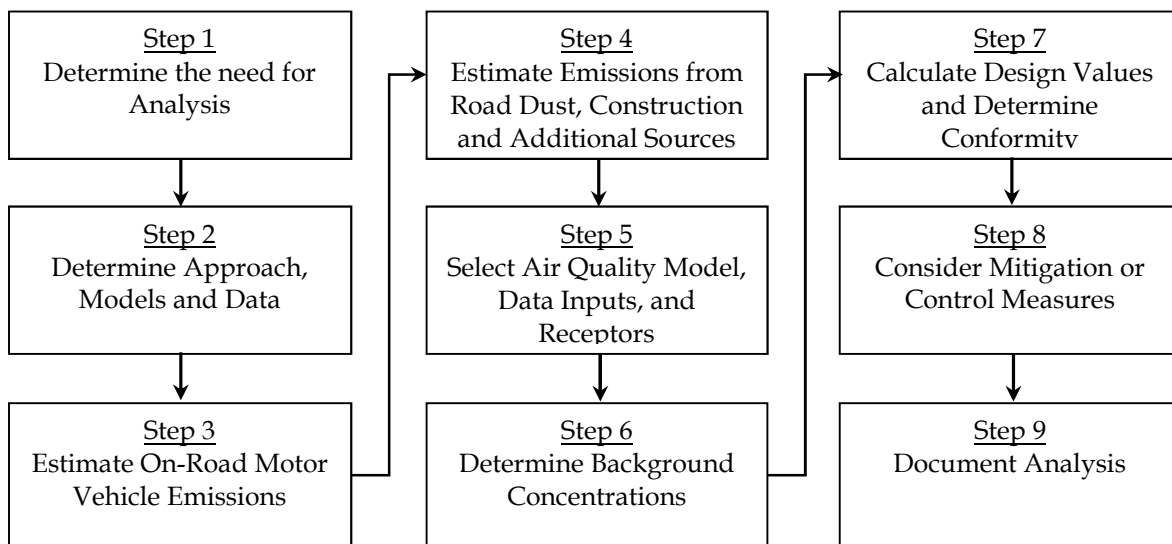 Step 1
Determine the need for
Analysis
Step 2
Determine Approach,
Models and Data
Step 3
Estimate On-Road Motor
Vehicle Emissions
Step 4
Estimate Emissions from
Road Dust, Construction
and Additional Sources
Step 5
Select Air Quality Model,
Data Inputs, and
Receptors
Step 6
Determine Background
Concentrations
Step 7
Calculate Design Values
and Determine
Conformity
Step 8
Consider Mitigation or
Control Measures
Step 9
Document Analysis